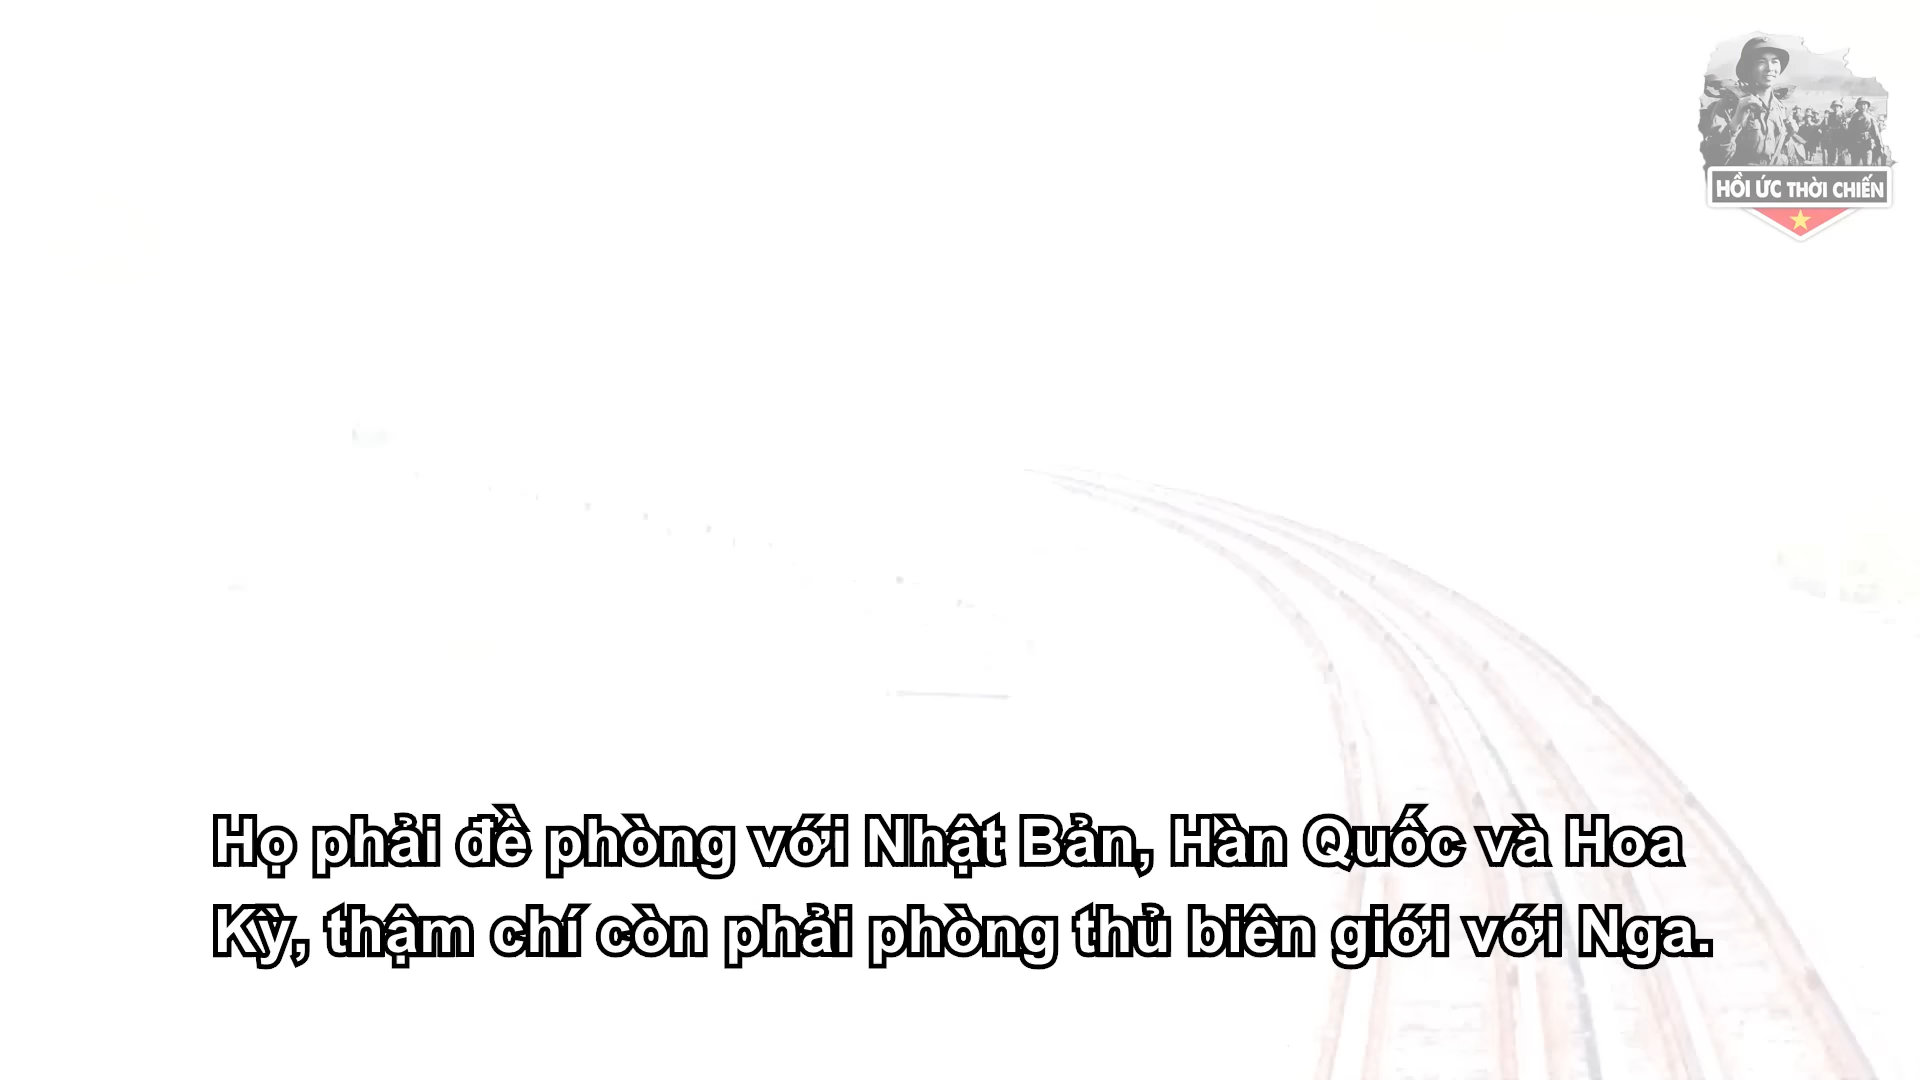 HỒI ỨC THỜI CHIẾN
Họ phải đề phòng với Nhật Bản, Hàn Quốc và Hoa
Kỳ, thậm chí còn phải phòng thủ biên giới với Nga.